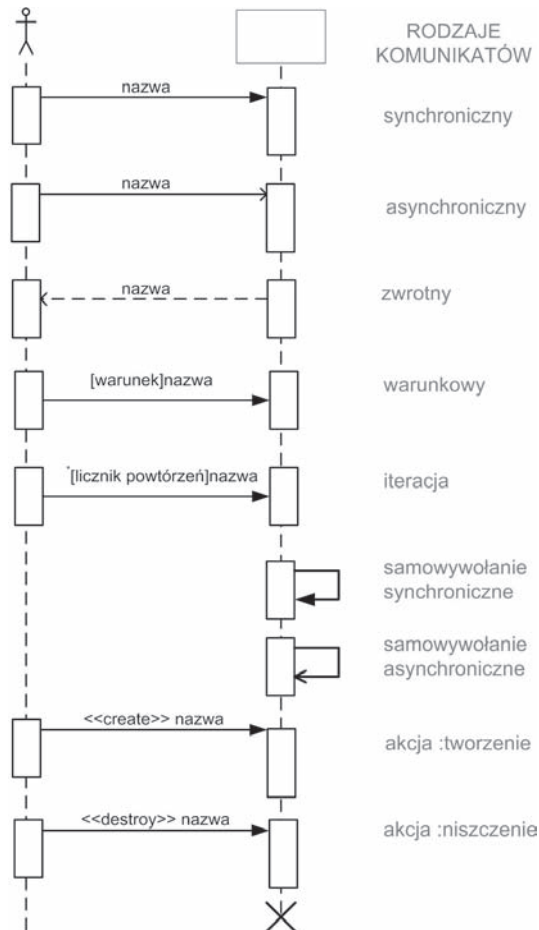 RODZAJE
KOMUNIKATÓW
nazwa
synchroniczny
nazwa
asynchroniczny
nazwa
zwrotny
[warunek]nazwa
warunkowy
*[licznik powtórzeń]nazwa
iteracja
samowywołanie
synchroniczne
samowywołanie
asynchroniczne
<<create>> nazwa
akcja :tworzenie
<<destroy>> nazwa
akcja :niszczenie